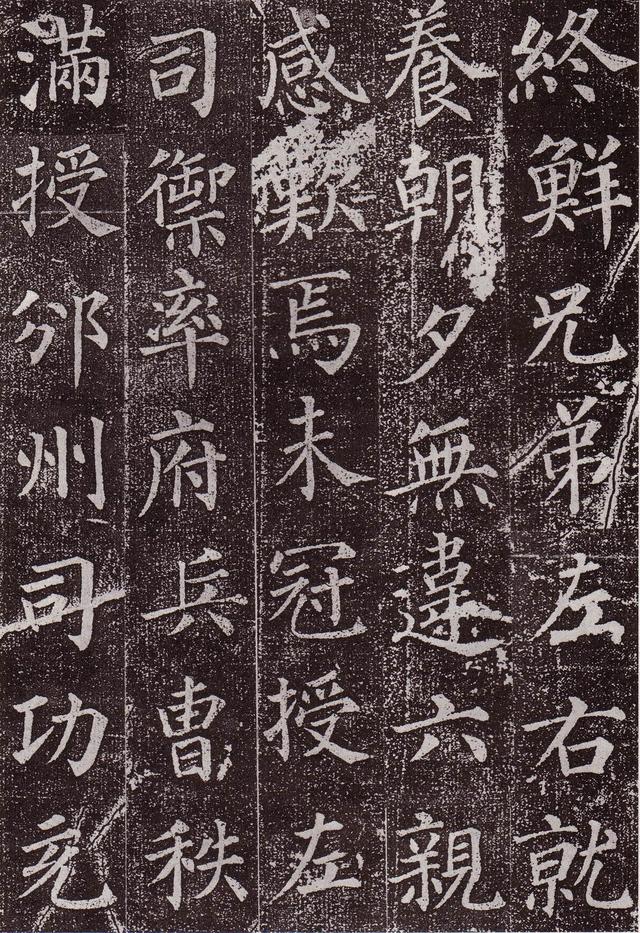 終鮮兄弟左右就
養朝夕無違六親
感歎焉未冠授左
司禦率府兵曹秩
滿授邠州司功充